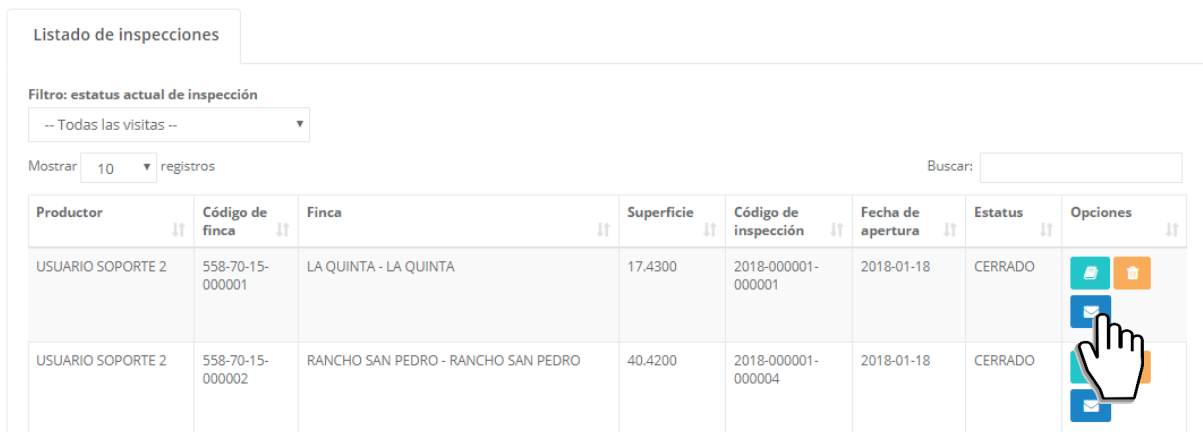 Listado de inspecciones
Filtro: estatus actual de inspección
-- Todas las visitas --
Mostrar 10 registros
Buscar:
Productor Código de finca Finca Superficie Código de inspección Fecha de apertura Estatus Opciones
USUARIO SOPORTE 2 558-70-15-000001 LA QUINTA - LA QUINTA 17.4300 2018-000001-000001 2018-01-18 CERRADO
USUARIO SOPORTE 2 558-70-15-000002 RANCHO SAN PEDRO - RANCHO SAN PEDRO 40.4200 2018-000001-000004 2018-01-18 CERRADO